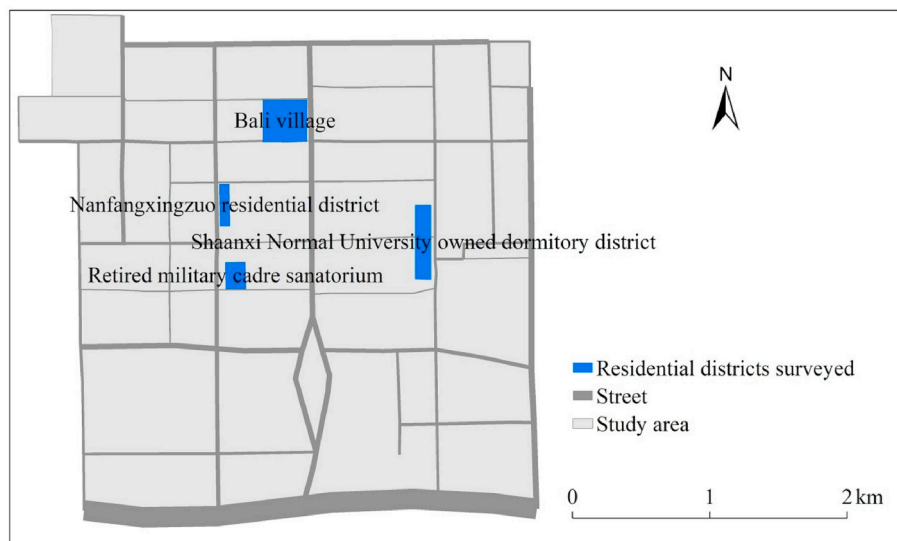 N
Bali village
Nanfangxingzuo residential district
Shaanxi Normal University owned dormitory district
Retired military cadre sanatorium
Residential districts surveyed
Street
Study area
0 1 2 km